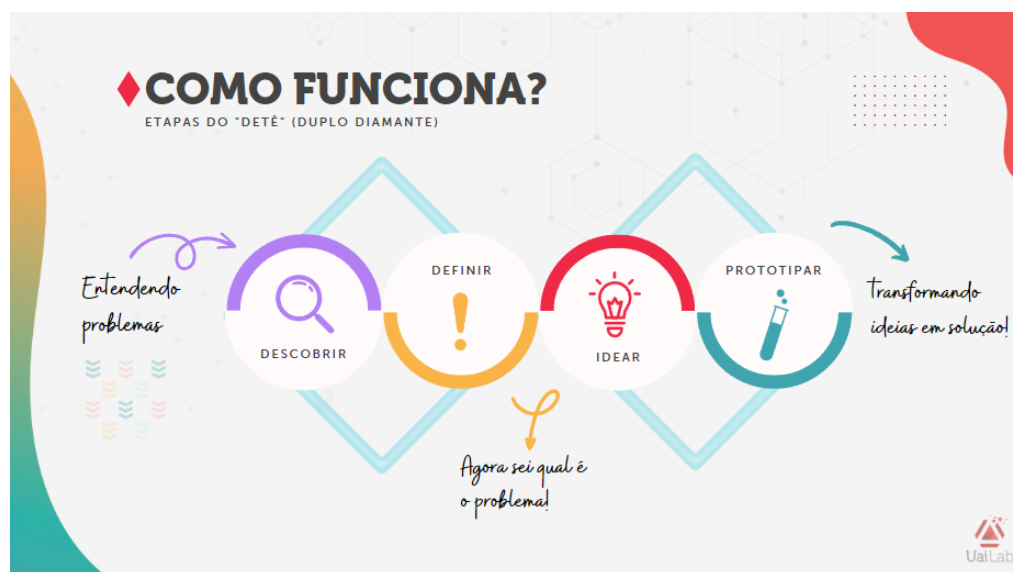 COMO FUNCIONA?
ETAPAS DO "DETÊ" (DUPLO DIAMANTE)
Entendendo
problemas
DESCOBRIR
DEFINIR
IDEAR
PROTOTIPAR
Transformando
ideias em solução!
Agora sei qual é
o problema!
UaiLab